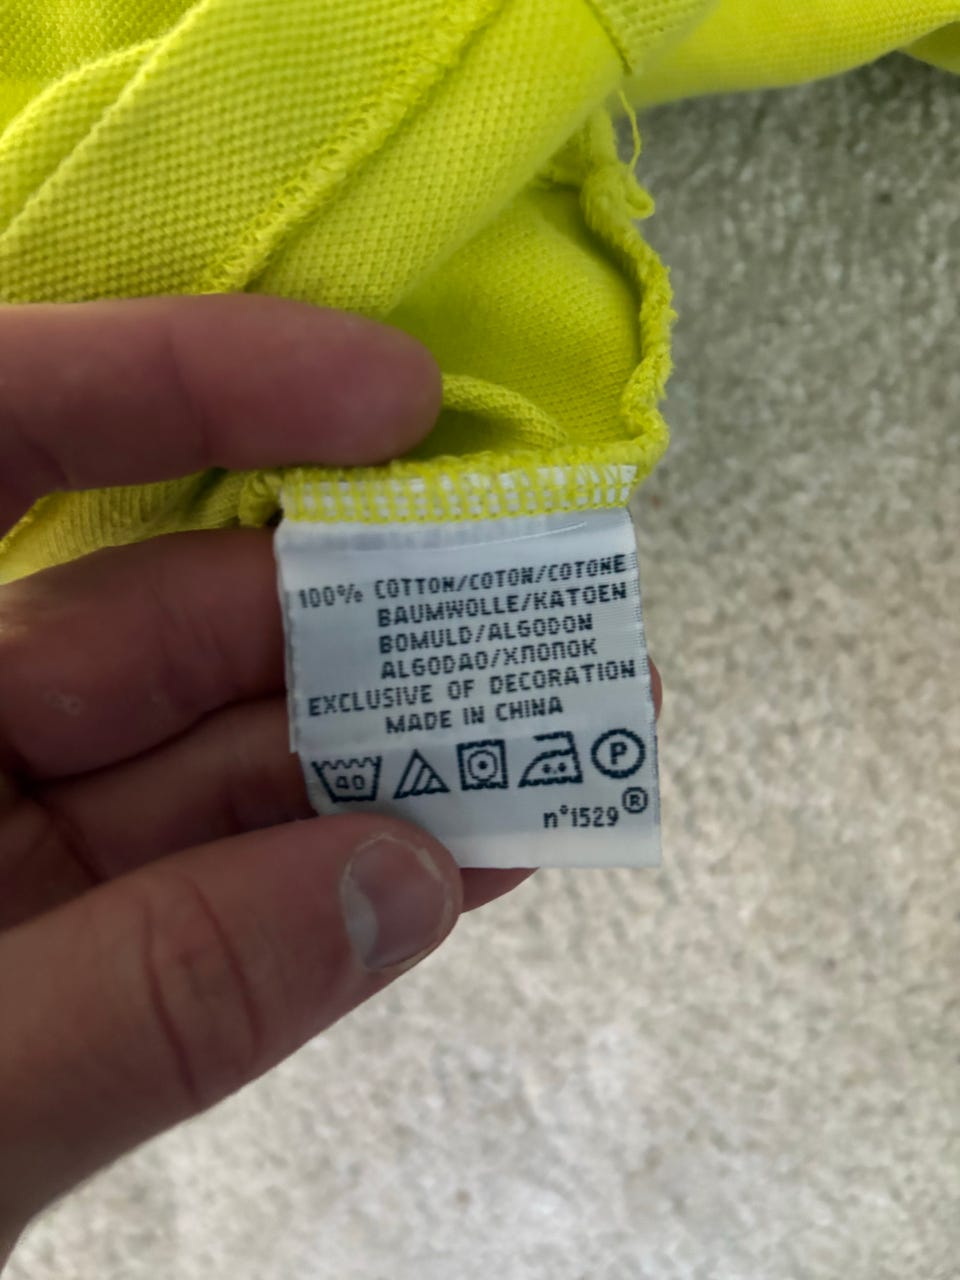 100% COTTON/COTON/COTONE
BAUMWOLLE/KATOEN
BOMULD/ALGODON
ALGODAO/ХЛОПОК
EXCLUSIVE OF DECORATION
MADE IN CHINA
40 P
n°1529®